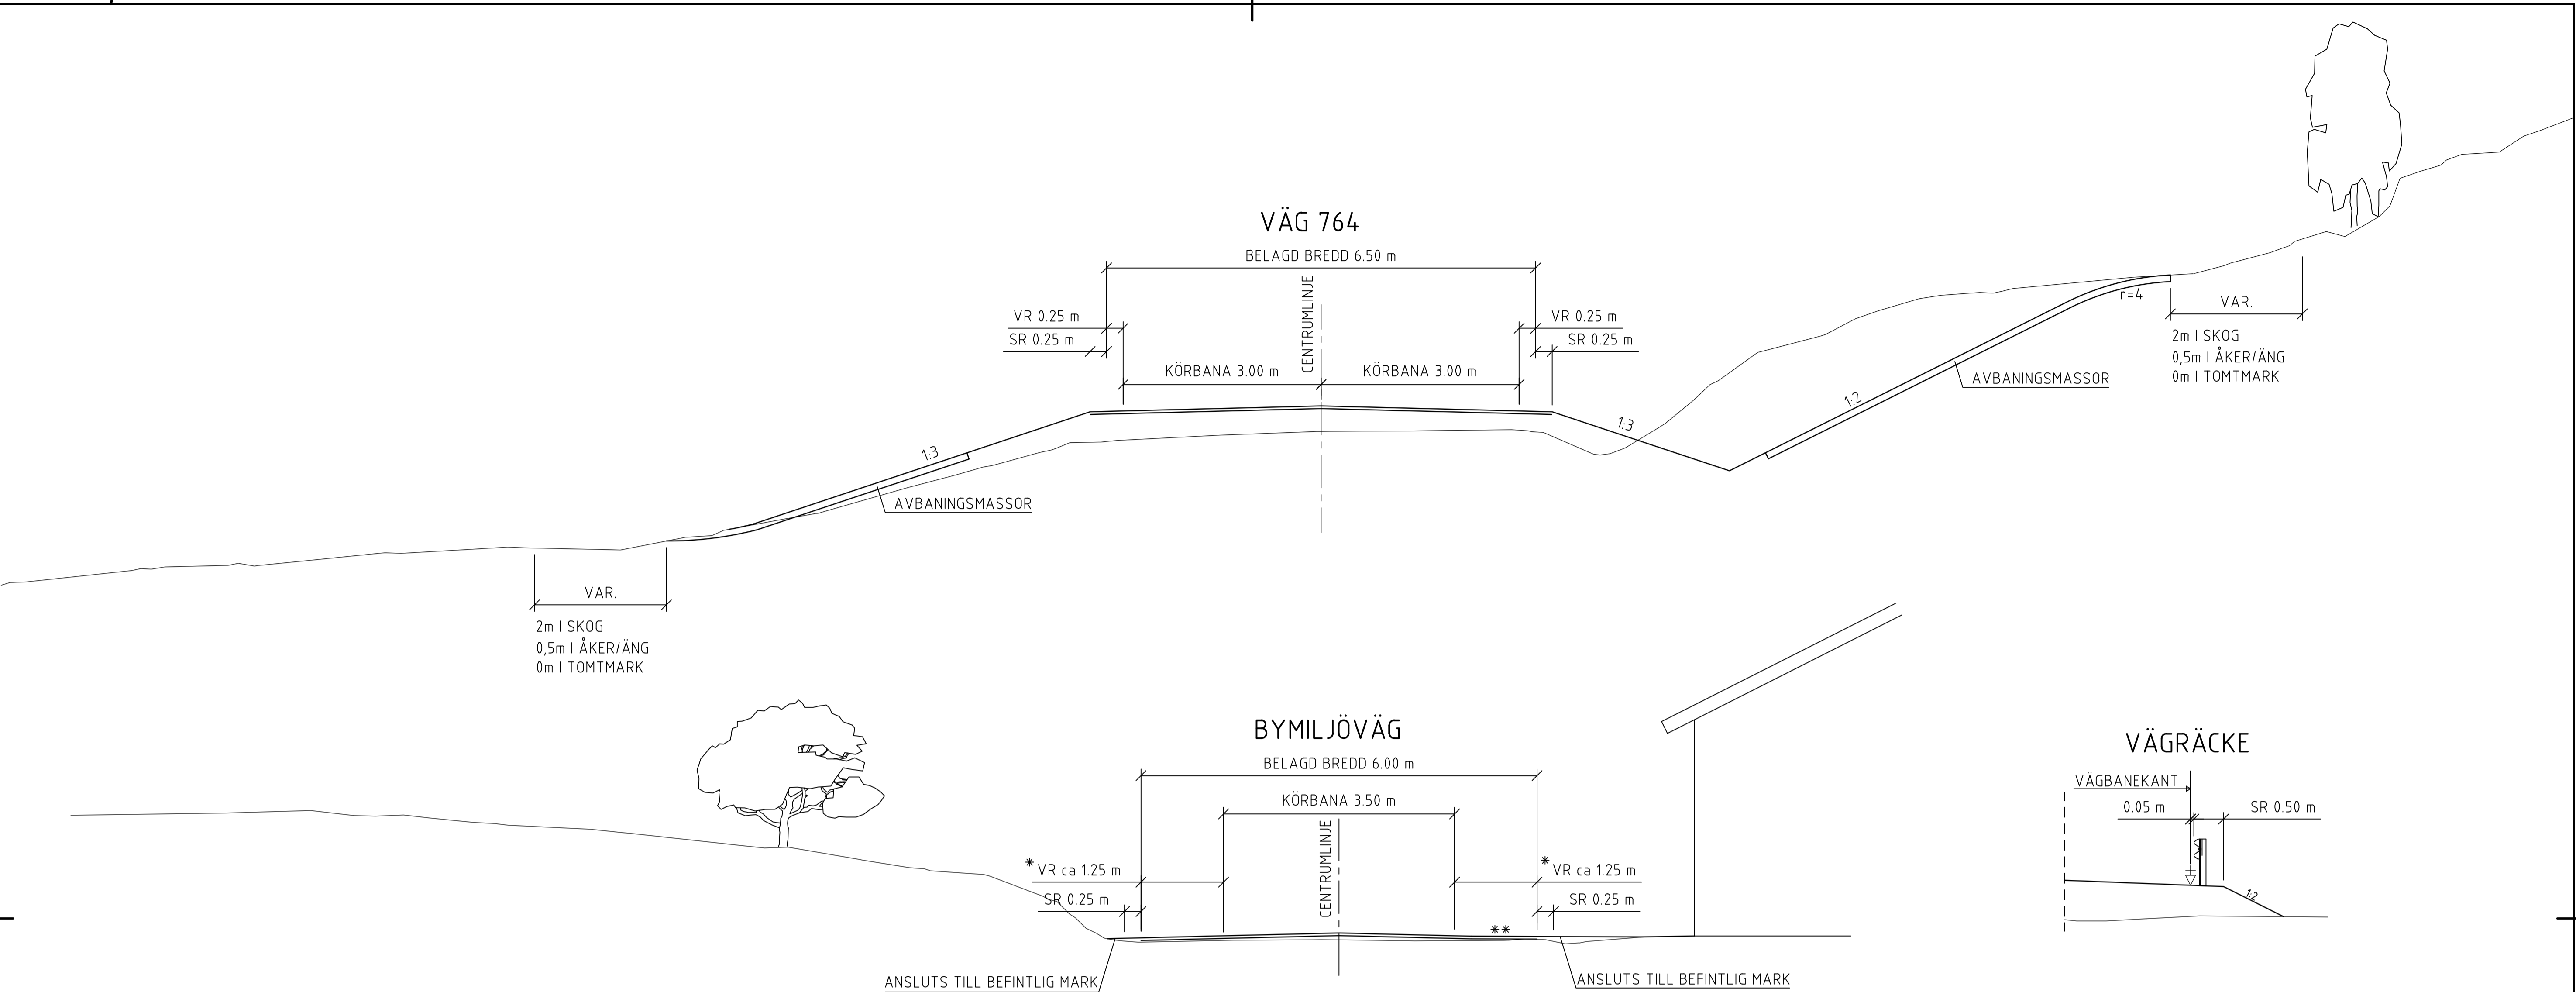 VÄG 764
BELAGD BREDD 6.50 m
CENTRUMLINJE
VR 0.25 m
SR 0.25 m
VR 0.25 m
SR 0.25 m
KÖRBANA 3.00 m
KÖRBANA 3.00 m
1:3
AVBANINGSMASSOR
1:3
1:2
AVBANINGSMASSOR
r=4
VAR.
2m I SKOG
0,5m I ÅKER/ÄNG
0m I TOMTMARK
VAR.
2m I SKOG
0,5m I ÅKER/ÄNG
0m I TOMTMARK
BYMILJÖVÄG
BELAGD BREDD 6.00 m
KÖRBANA 3.50 m
CENTRUMLINJE
* VR ca 1.25 m
SR 0.25 m
* VR ca 1.25 m
SR 0.25 m
**
ANSLUTS TILL BEFINTLIG MARK
ANSLUTS TILL BEFINTLIG MARK
VÄGRÄCKE
VÄGBANEKANT
0.05 m
SR 0.50 m
1:2